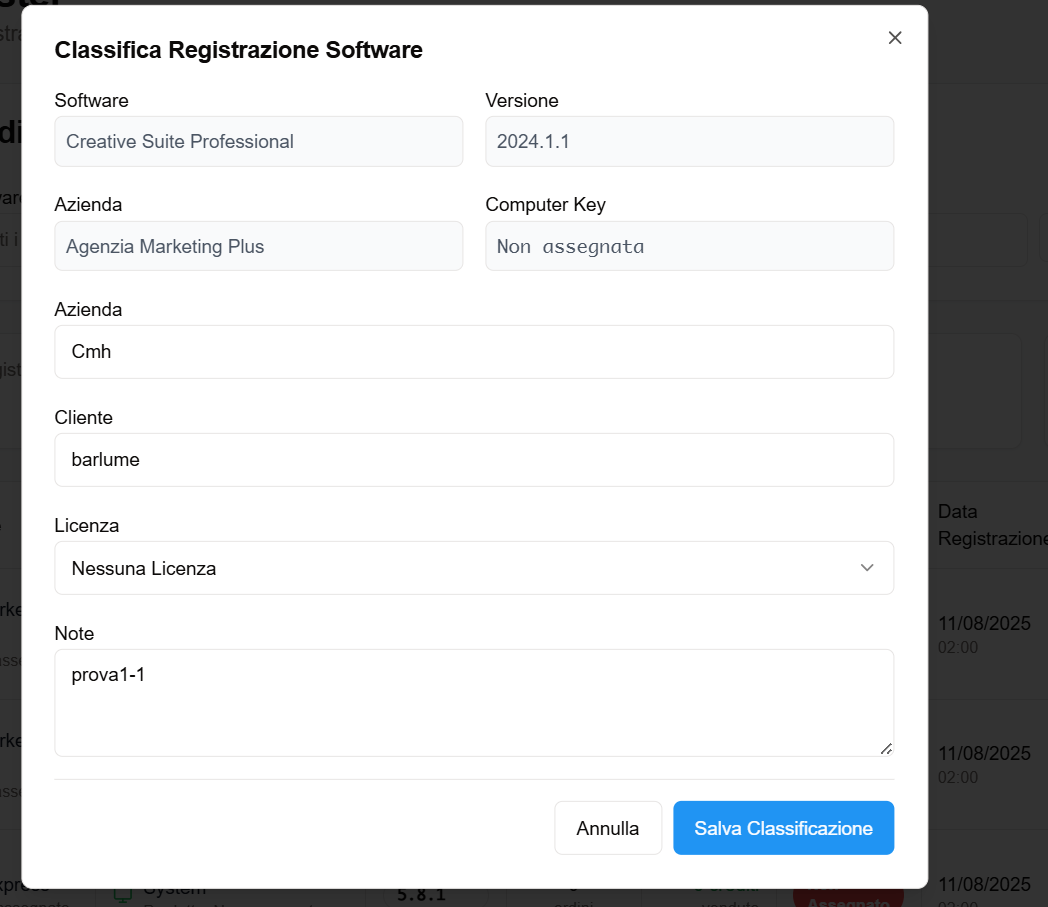 Classifica Registrazione Software
Software
Versione
Creative Suite Professional
2024.1.1
Azienda
Computer Key
Agenzia Marketing Plus
Non assegnata
Azienda
Cmh
Cliente
barlume
Licenza
Nessuna Licenza
Note
prova1-1
Annulla
Salva Classificazione
Data
Registrazione
11/08/2025
02:00
11/08/2025
02:00
System
5.8.1
11/08/2025
Assegnato